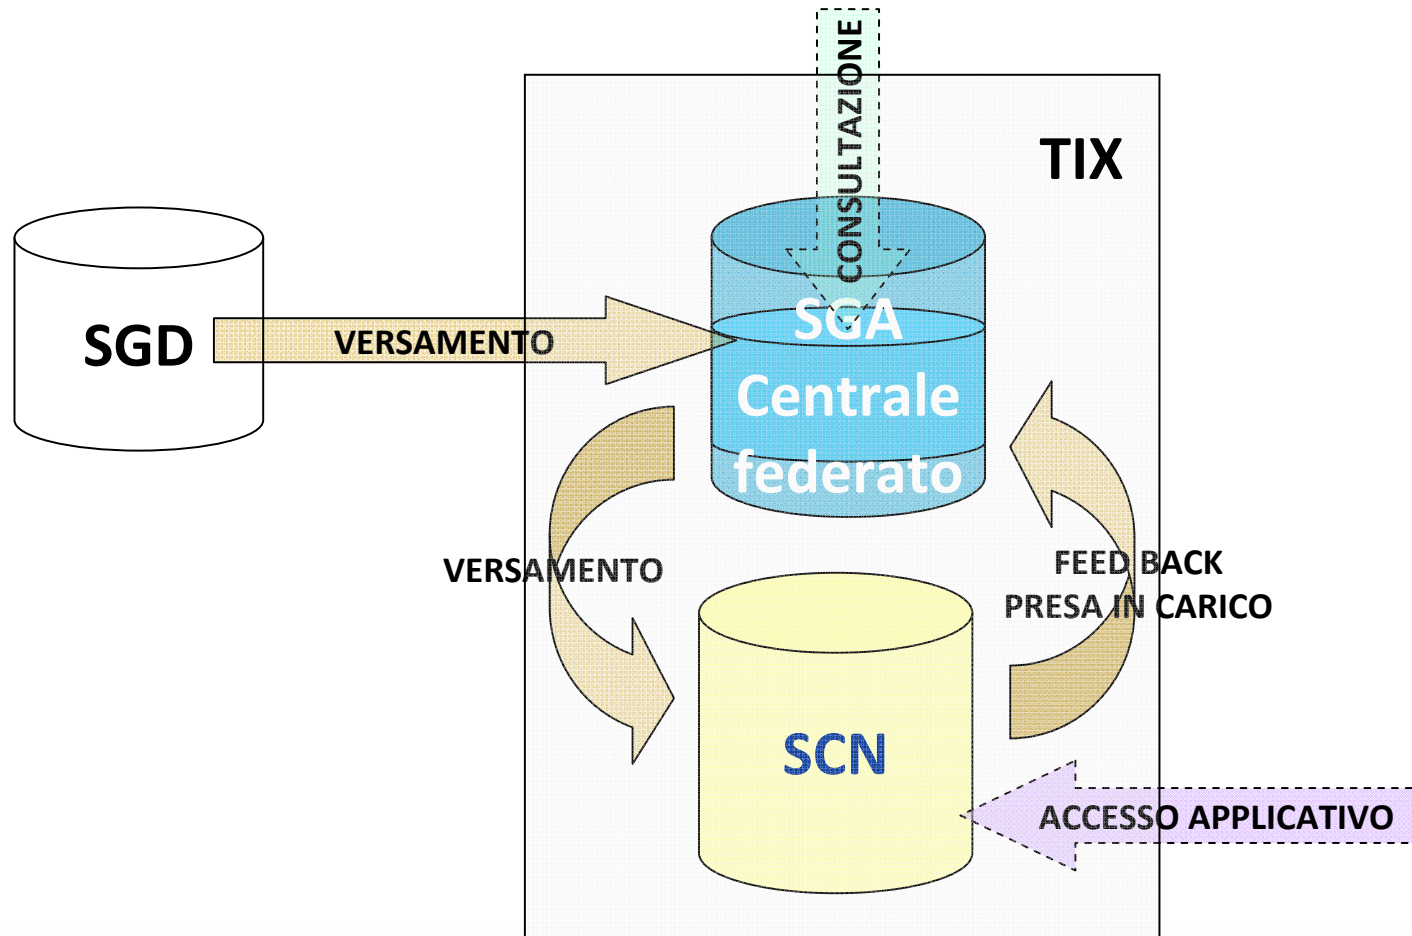 CONSULTAZIONE
TIX
SGD
VERSAMENTO
SGA
Centrale
federato
VERSAMENTO
FEED BACK
PRESA IN CARICO
SCN
ACCESSO APPLICATIVO